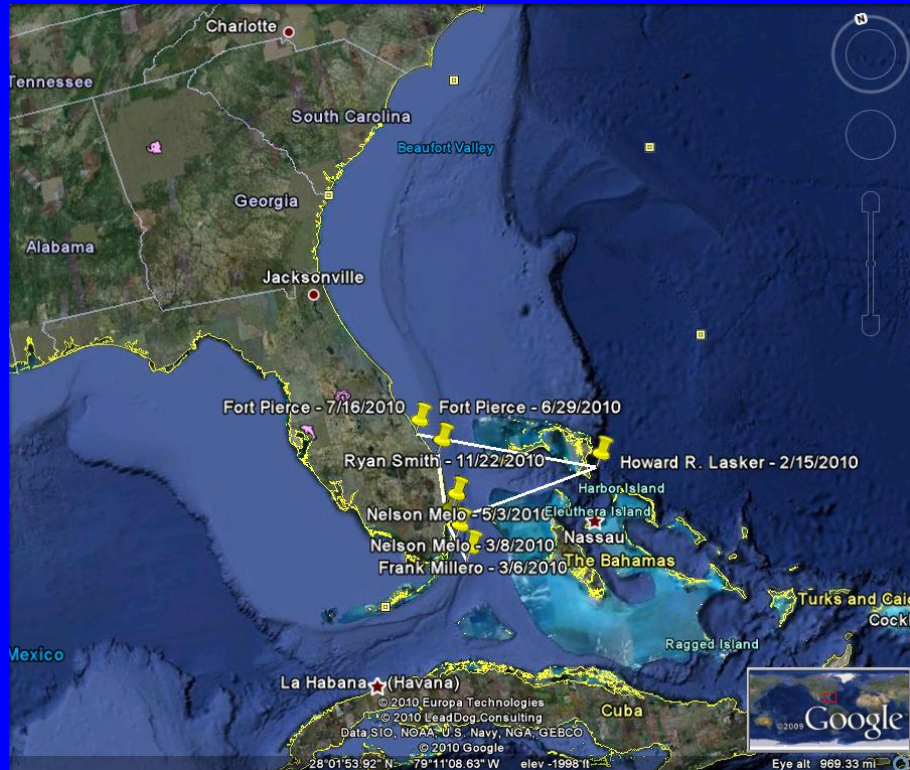 N
Charlotte
Tennessee
South Carolina
Beaufort Valley
Georgia
Alabama
Jacksonville
Fort Pierce - 7/16/2010
Fort Pierce - 6/29/2010
Ryan Smith - 11/22/2010
Howard R. Lasker - 2/15/2010
Harbor Island
Nelson Melo - 5/3/2010
Eleuthera Island
Nassau
Nelson Melo - 3/8/2010
The Bahamas
Frank Millero - 3/6/2010
Turks and Caic
Cockl
Ragged Island
Mexico
La Habana (Havana)
© 2010 Europa Technologies
Cuba
© 2010 LeadDog Consulting
Data SIO, NOAA, U.S. Navy, NGA, GEBCO
©2009 Google
© 2010 Google
28°01'53.92" N 79°11'08.63" W elev -1998 ft
Eye alt 969.33 mi